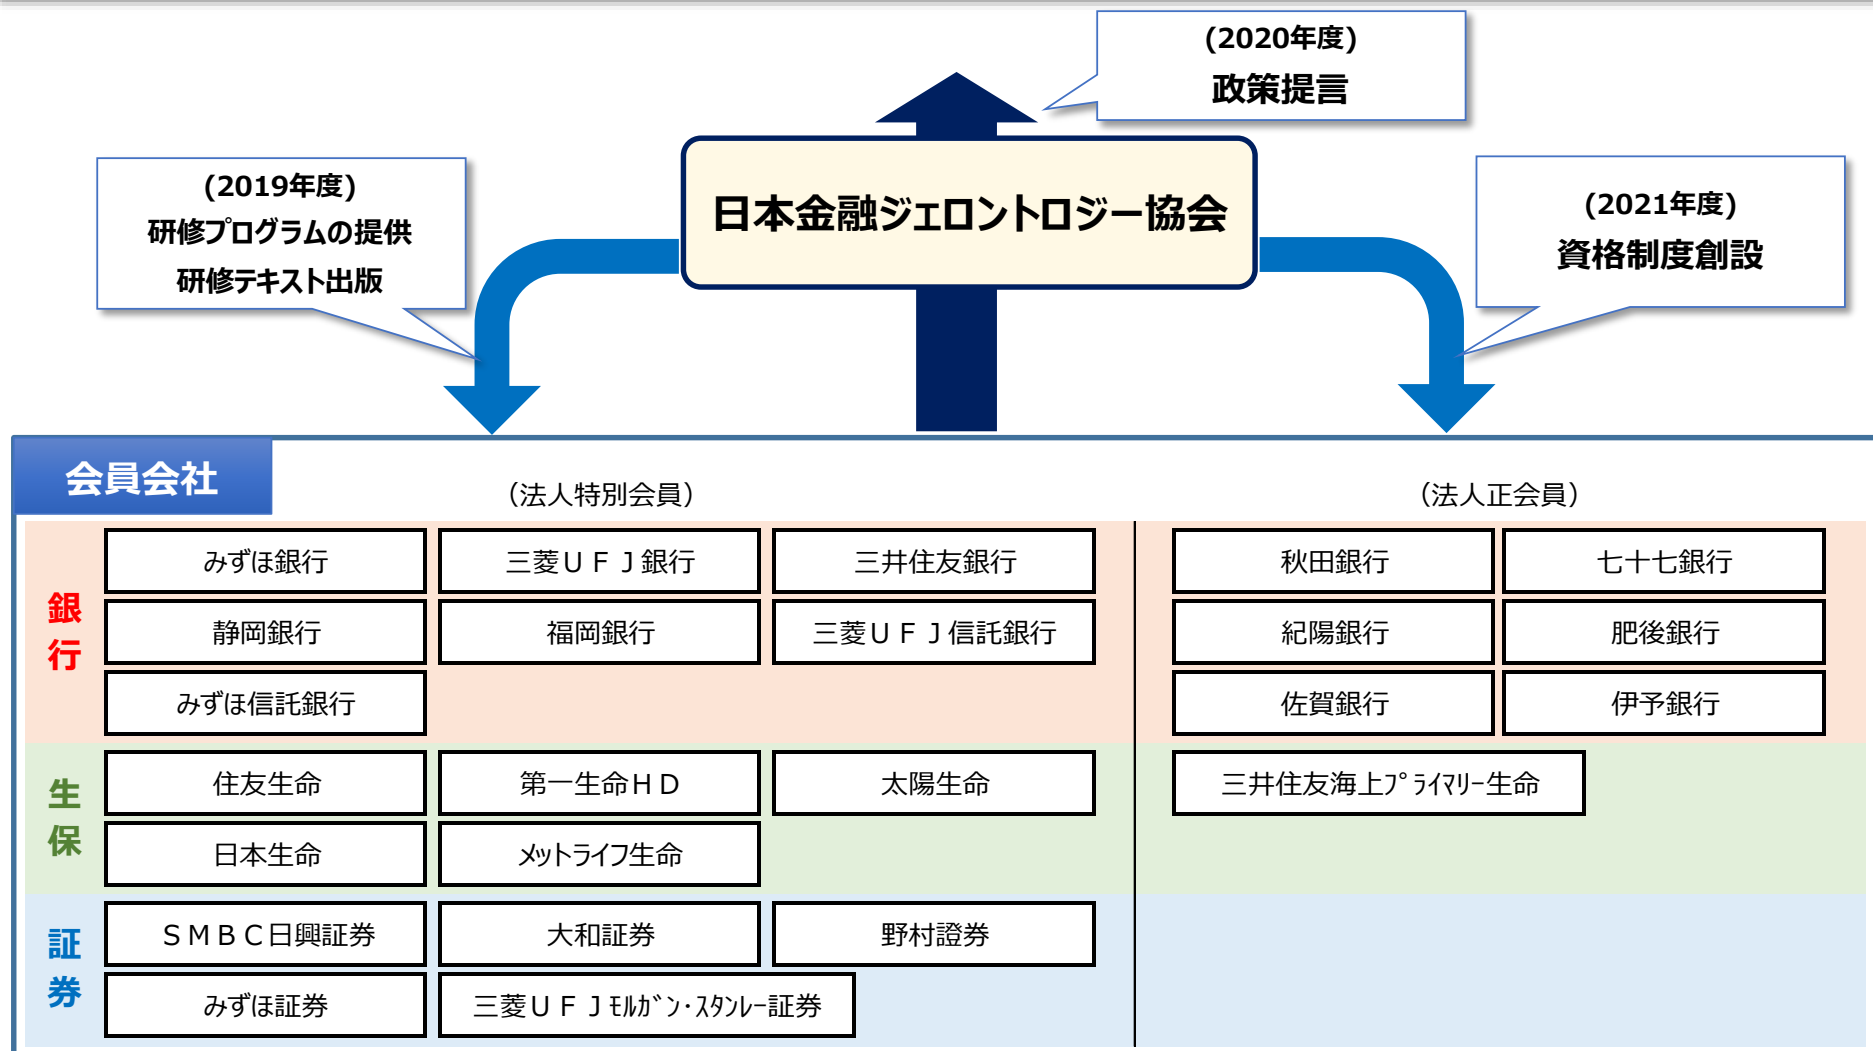 (2020年度)
政策提言
(2019年度)
研修プログラムの提供
研修テキスト出版
日本金融ジェロントロジー協会
(2021年度)
資格制度創設
会員会社
（法人特別会員）
（法人正会員）
銀行
みずほ銀行
三菱ＵＦＪ銀行
三井住友銀行
秋田銀行
七十七銀行
静岡銀行
福岡銀行
三菱ＵＦＪ信託銀行
紀陽銀行
肥後銀行
みずほ信託銀行
佐賀銀行
伊予銀行
生保
住友生命
第一生命ＨＤ
太陽生命
三井住友海上ﾌﾟﾗｲﾏﾘｰ生命
日本生命
メットライフ生命
証券
ＳＭＢＣ日興証券
大和証券
野村證券
みずほ証券
三菱ＵＦＪﾓﾙｶﾞﾝ･ｽﾀﾝﾚｰ証券